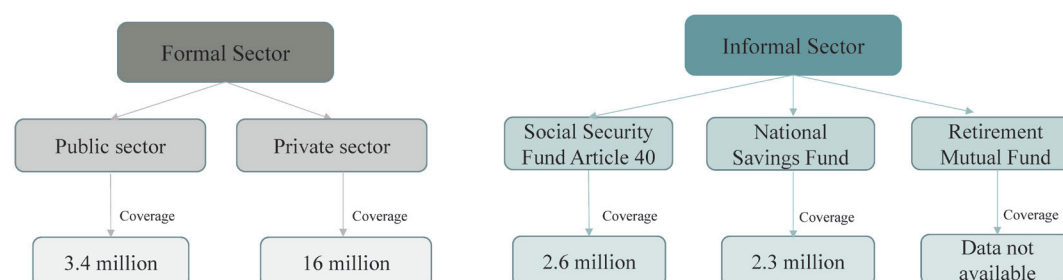 Formal Sector
Informal Sector
Public sector
Private sector
Social Security
Fund Article 40
National
Savings Fund
Retirement
Mutual Fund
Coverage
Coverage
Coverage
Coverage
Coverage
3.4 million
16 million
2.6 million
2.3 million
Data not
available